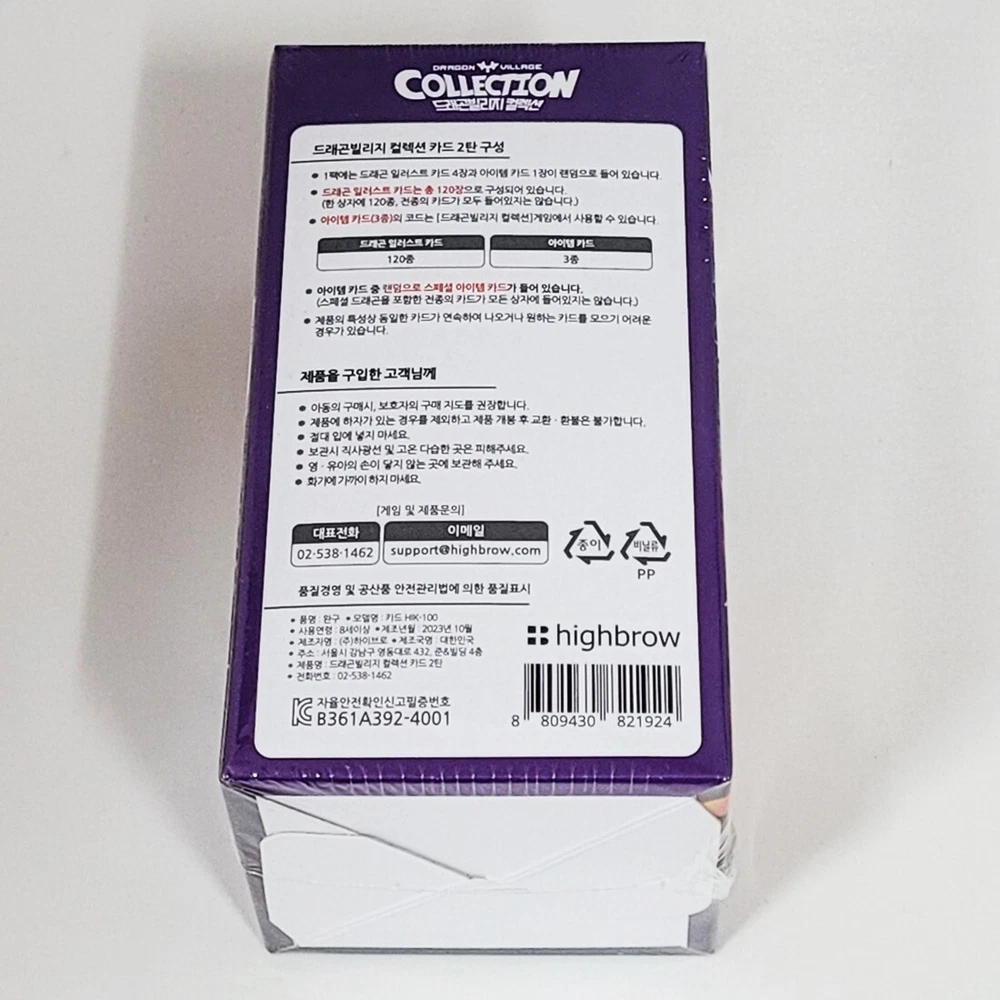 DRAGON VILLAGE
COLLECTION
드래곤빌리지 컬렉션
드래곤빌리지 컬렉션 카드 2탄 구성
● 1팩에는 드래곤 일러스트 카드 4장과 아이템 카드 1장이 랜덤으로 들어 있습니다.
● 드래곤 일러스트 카드는 총 120장으로 구성되어 있습니다.
(한 상자에 120종, 전종의 카드가 모두 들어있지는 않습니다.)
● 아이템 카드(3종)의 코드는 [드래곤빌리지 컬렉션]게임에서 사용할 수 있습니다.
드래곤 일러스트 카드 아이템 카드
120종 3종
● 아이템 카드 중 랜덤으로 스페셜 아이템 카드가 들어 있습니다.
(스페셜 드래곤을 포함한 전종의 카드가 모든 상자에 들어있지는 않습니다.)
● 제품의 특성상 동일한 카드가 연속하여 나오거나 원하는 카드를 모으기 어려운
경우가 있습니다.
제품을 구입한 고객님께
● 아동의 구매시, 보호자의 구매 지도를 권장합니다.
● 제품에 하자가 있는 경우를 제외하고 제품 개봉 후 교환 · 환불은 불가합니다.
● 절대 입에 넣지 마세요.
● 보관시 직사광선 및 고온 다습한 곳은 피해주세요.
● 영 · 유아의 손이 닿지 않는 곳에 보관해 주세요.
● 화기에 가까이 하지 마세요.
[게임 및 제품문의]
대표전화 이메일
02-538-1462 support@highbrow.com
종이 비닐류
PP
품질경영 및 공산품 안전관리법에 의한 품질표시
● 품명 : 완구 ● 모델명 : 카드 HIK-100
● 사용연령 : 8세이상 ● 제조년월 : 2023년 10월
● 제조자명 : (주)하이브로 ● 제조국명 : 대한민국
● 주소 : 서울시 강남구 영동대로 432, 준&빌딩 4층
● 제품명 : 드래곤빌리지 컬렉션 카드 2탄
● 전화번호 : 02-538-1462
highbrow
자율안전확인신고필증번호
B361A392-4001
8 809430 821924